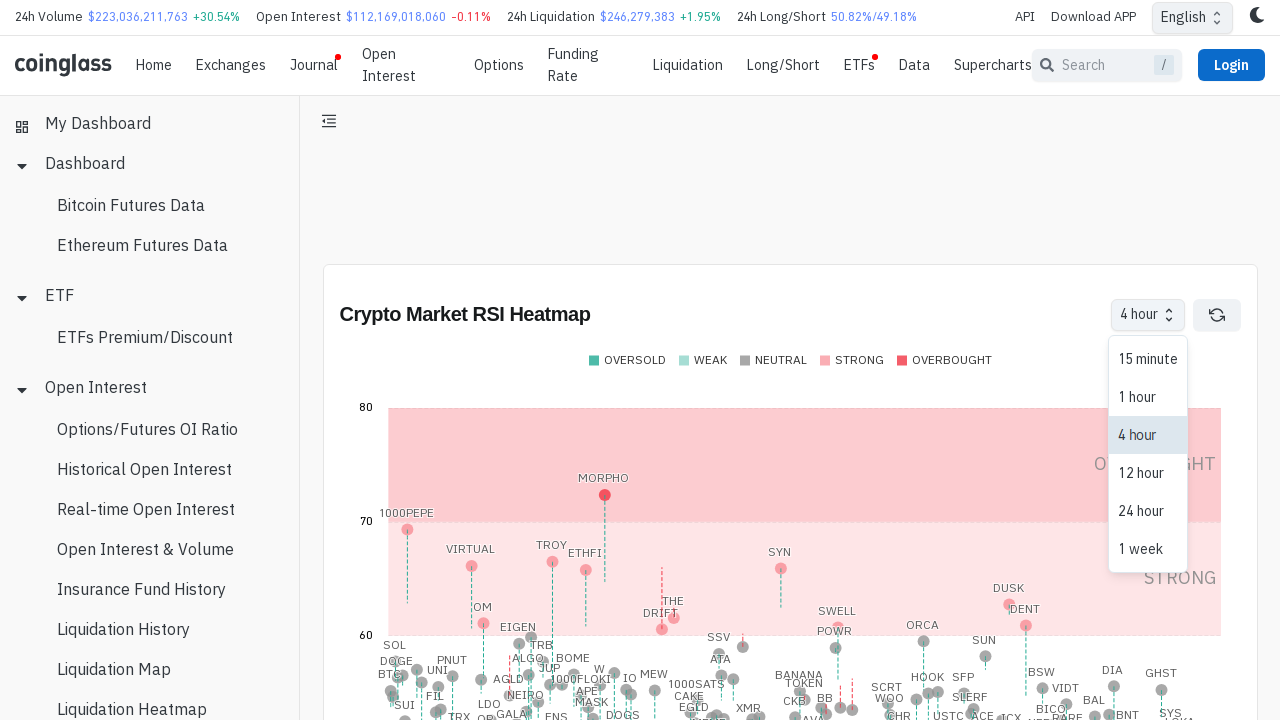 24h Volume $223,036,211,763 +30.54% Open Interest $112,169,018,060 -0.11% 24h Liquidation $246,279,383 +1.95% 24h Long/Short 50.82%/49.18% API Download APP English
coinglass Home Exchanges Journal Open Interest Options Funding Rate Liquidation Long/Short ETFs Data Supercharts Search / Login
My Dashboard
Dashboard
Bitcoin Futures Data
Ethereum Futures Data
ETF
ETFs Premium/Discount
Open Interest
Options/Futures OI Ratio
Historical Open Interest
Real-time Open Interest
Open Interest & Volume
Insurance Fund History
Liquidation History
Liquidation Map
Liquidation Heatmap
Crypto Market RSI Heatmap 4 hour
15 minute
1 hour
4 hour
12 hour
24 hour
1 week
OVERSOLD WEAK NEUTRAL STRONG OVERBOUGHT
80
70
60
STRONG
MORPHO
1000PEPE
VIRTUAL TROY ETHFI SYN
DUSK
OM THE DRIFT SWELL DENT
EIGEN POWR ORCA
SOL TRB SSV SUN
DOGE PNUT ALGO BOME ATA
BTC UNI JUP W MEW BANANA BSW DIA GHST
AGLD 1000FLOKI IO 1000SATS TOKEN HOOK SFP
FIL NEIRO APE CAKE CKB BB SCRT WOO SLERF VIDT
SUI LDO MASK EGLD XMR BICO BAL
TRX OP GALA ENS DOGS AVA CHR USTC ACE ICX RARE BNT SYS